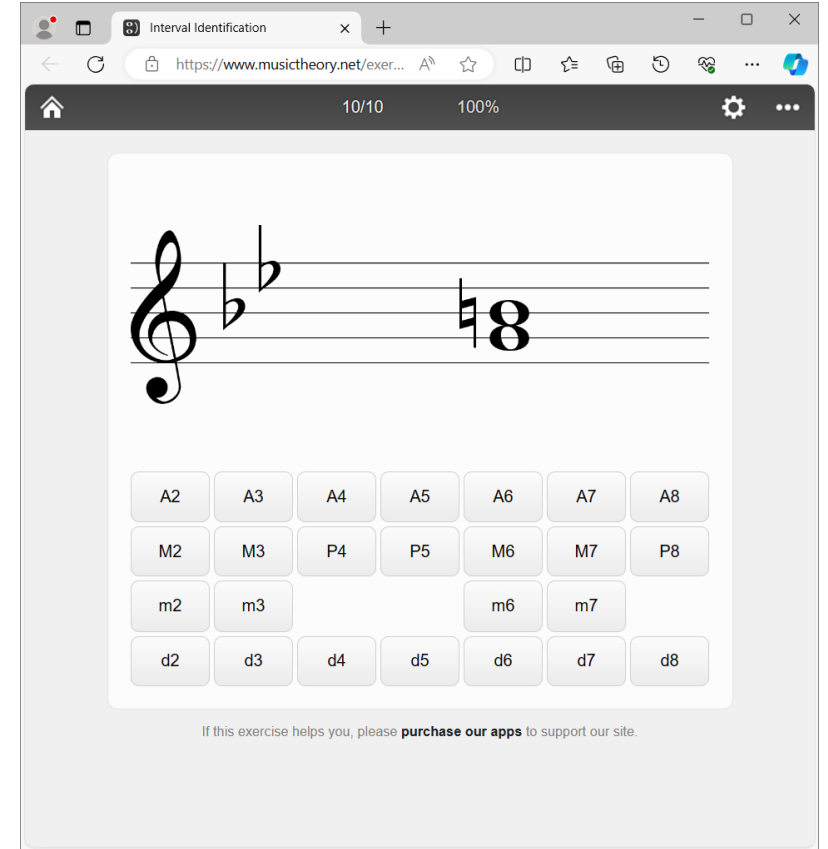 Interval Identification
https://www.musictheory.net/exer...
10/10 100%
A2 A3 A4 A5 A6 A7 A8
M2 M3 P4 P5 M6 M7 P8
m2 m3 m6 m7
d2 d3 d4 d5 d6 d7 d8
If this exercise helps you, please purchase our apps to support our site.